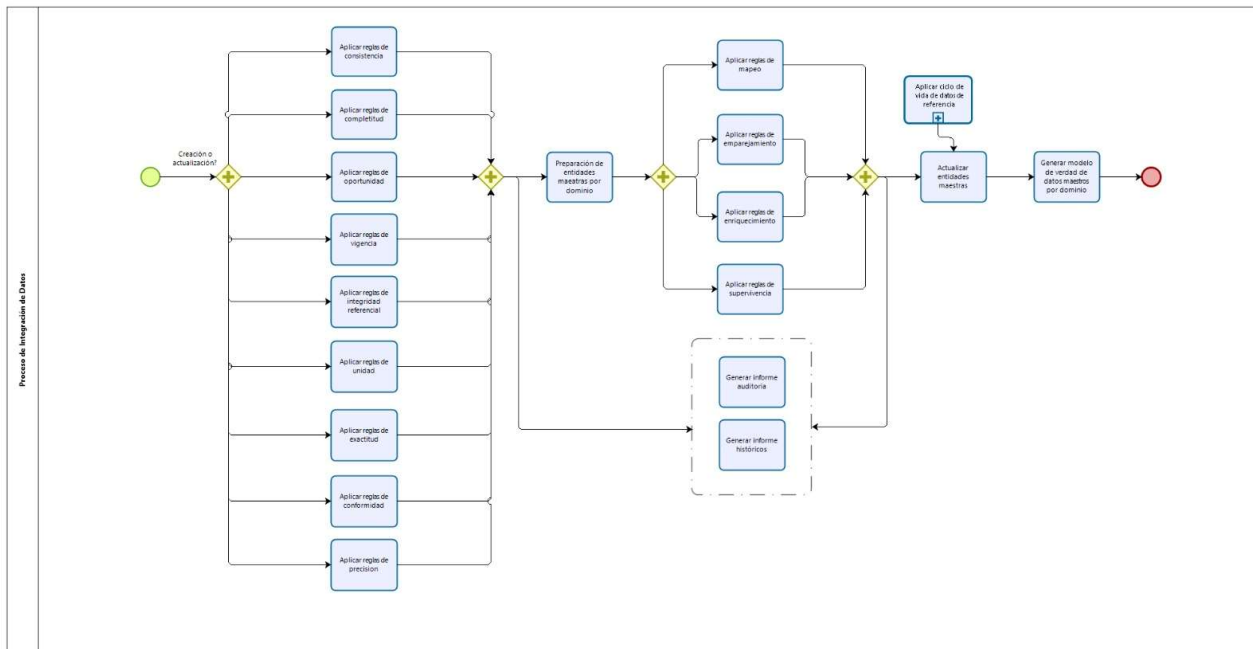 Proceso de Integración de Datos
Creación o
actualización?
Aplicar reglas de
consistencia
Aplicar reglas de
completitud
Aplicar reglas de
oportunidad
Aplicar reglas de
vigencia
Aplicar reglas de
integridad
referencial
Aplicar reglas de
unidad
Aplicar reglas de
exactitud
Aplicar reglas de
conformidad
Aplicar reglas de
precision
Preparación de
entidades
maeatras por
dominio
Aplicar reglas de
mapeo
Aplicar reglas de
emparejamiento
Aplicar reglas de
enriquecimiento
Aplicar reglas de
supervivencia
Generar informe
auditoria
Generar informe
históricos
Aplicar ciclo de
vida de datos de
referencia
Actualizar
entidades
maestras
Generar modelo
de verdad de
datos maestros
por dominio